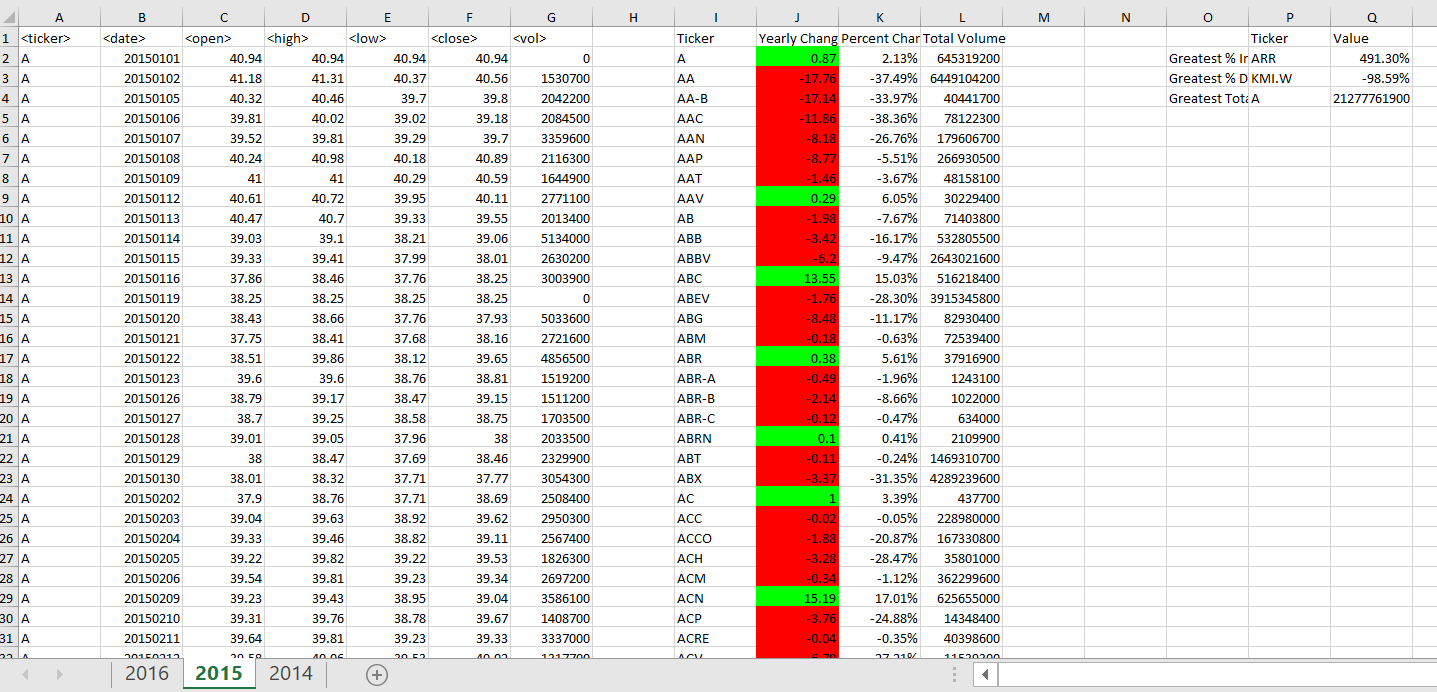 A B C D E F G H I J K L M N O P Q
1 <ticker> <date> <open> <high> <low> <close> <vol> Ticker Yearly Chang Percent Char Total Volume Ticker Value
2 A 20150101 40.94 40.94 40.94 40.94 0 A 0.87 2.13% 645319200 Greatest % In ARR 491.30%
3 A 20150102 41.18 41.31 40.37 40.56 1530700 AA -17.76 -37.49% 6449104200 Greatest % D KMI.W -98.59%
4 A 20150105 40.32 40.46 39.7 39.8 2042200 AA-B -17.14 -33.97% 40441700 Greatest Tota A 21277761900
5 A 20150106 39.81 40.02 39.02 39.18 2084500 AAC -11.86 -38.36% 78122300
6 A 20150107 39.52 39.81 39.29 39.7 3359600 AAN -8.18 -26.76% 179606700
7 A 20150108 40.24 40.98 40.18 40.89 2116300 AAP -8.77 -5.51% 266930500
8 A 20150109 41 41 40.29 40.59 1644900 AAT -1.46 -3.67% 48158100
9 A 20150112 40.61 40.72 39.95 40.11 2771100 AAV 0.29 6.05% 30229400
10 A 20150113 40.47 40.7 39.33 39.55 2013400 AB -1.98 -7.67% 71403800
11 A 20150114 39.03 39.1 38.21 39.06 5134000 ABB -3.42 -16.17% 532805500
12 A 20150115 39.33 39.41 37.99 38.01 2630200 ABBV -6.2 -9.47% 2643021600
13 A 20150116 37.86 38.46 37.76 38.25 3003900 ABC 13.55 15.03% 516218400
14 A 20150119 38.25 38.25 38.25 38.25 0 ABEV -1.76 -28.30% 3915345800
15 A 20150120 38.43 38.66 37.76 37.93 5033600 ABG -8.48 -11.17% 82930400
16 A 20150121 37.75 38.41 37.68 38.16 2721600 ABM -0.18 -0.63% 72539400
17 A 20150122 38.51 39.86 38.12 39.65 4856500 ABR 0.38 5.61% 37916900
18 A 20150123 39.6 39.6 38.76 38.81 1519200 ABR-A -0.49 -1.96% 1243100
19 A 20150126 38.79 39.17 38.47 39.15 1511200 ABR-B -2.14 -8.66% 1022000
20 A 20150127 38.7 39.25 38.58 38.75 1703500 ABR-C -0.12 -0.47% 634000
21 A 20150128 39.01 39.05 37.96 38 2033500 ABRN 0.1 0.41% 2109900
22 A 20150129 38 38.47 37.69 38.46 2329900 ABT -0.11 -0.24% 1469310700
23 A 20150130 38.01 38.32 37.71 37.77 3054300 ABX -3.37 -31.35% 4289239600
24 A 20150202 37.9 38.76 37.71 38.69 2508400 AC 1 3.39% 437700
25 A 20150203 39.04 39.63 38.92 39.62 2950300 ACC -0.02 -0.05% 228980000
26 A 20150204 39.33 39.46 38.82 39.11 2567400 ACCO -1.88 -20.87% 167330800
27 A 20150205 39.22 39.82 39.22 39.53 1826300 ACH -3.28 -28.47% 35801000
28 A 20150206 39.54 39.81 39.23 39.34 2697200 ACM -0.34 -1.12% 362299600
29 A 20150209 39.23 39.43 38.95 39.04 3586100 ACN 15.19 17.01% 625655000
30 A 20150210 39.31 39.76 38.78 39.67 1408700 ACP -3.76 -24.88% 14348400
31 A 20150211 39.64 39.81 39.23 39.33 3337000 ACRE -0.04 -0.35% 40398600
2016 2015 2014